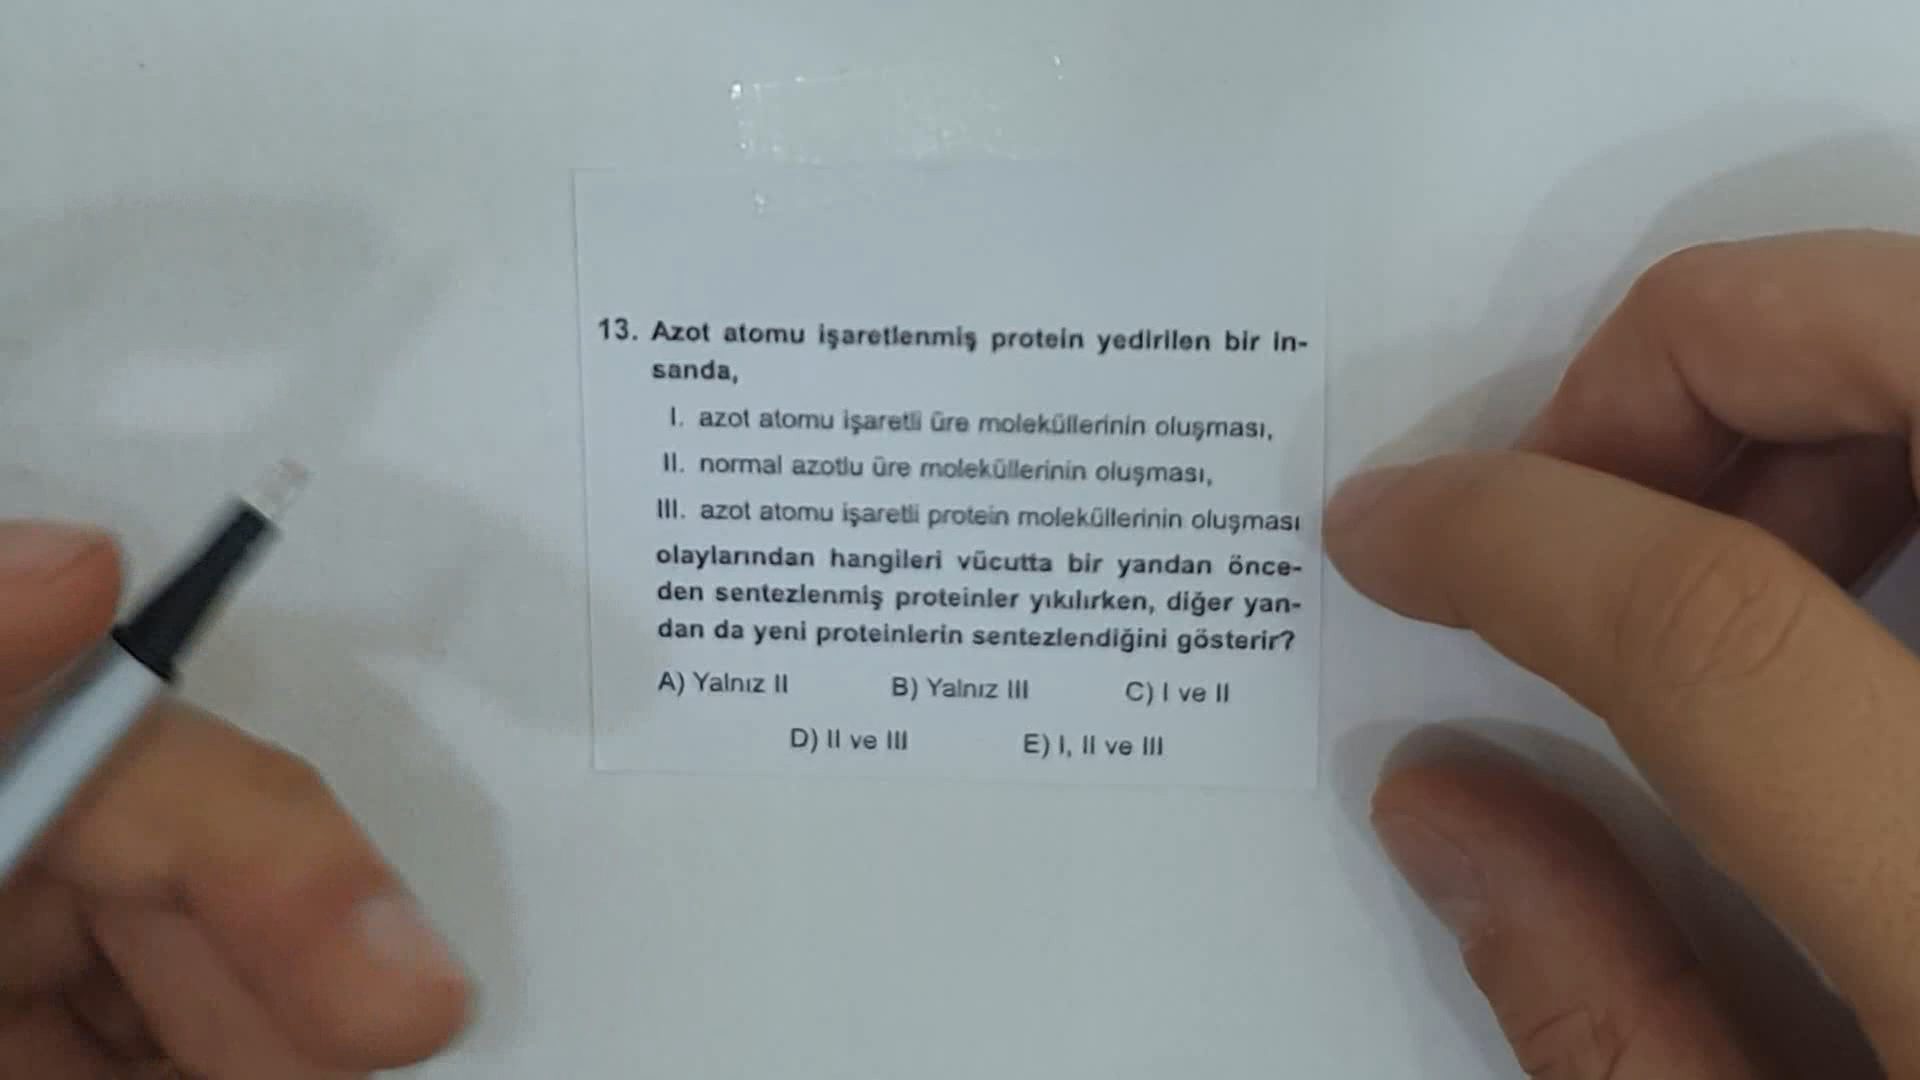 13. Azot atomu işaretlenmiş protein yedirilen bir in-
sanda,
I. azot atomu işaretli üre moleküllerinin oluşması,
II. normal azotlu üre moleküllerinin oluşması,
III. azot atomu işaretli protein moleküllerinin oluşması
olaylarından hangileri vücutta bir yandan önce-
den sentezlenmiş proteinler yıkılırken, diğer yan-
dan da yeni proteinlerin sentezlendiğini gösterir?
A) Yalnız II B) Yalnız III C) I ve II
D) II ve III E) I, II ve III